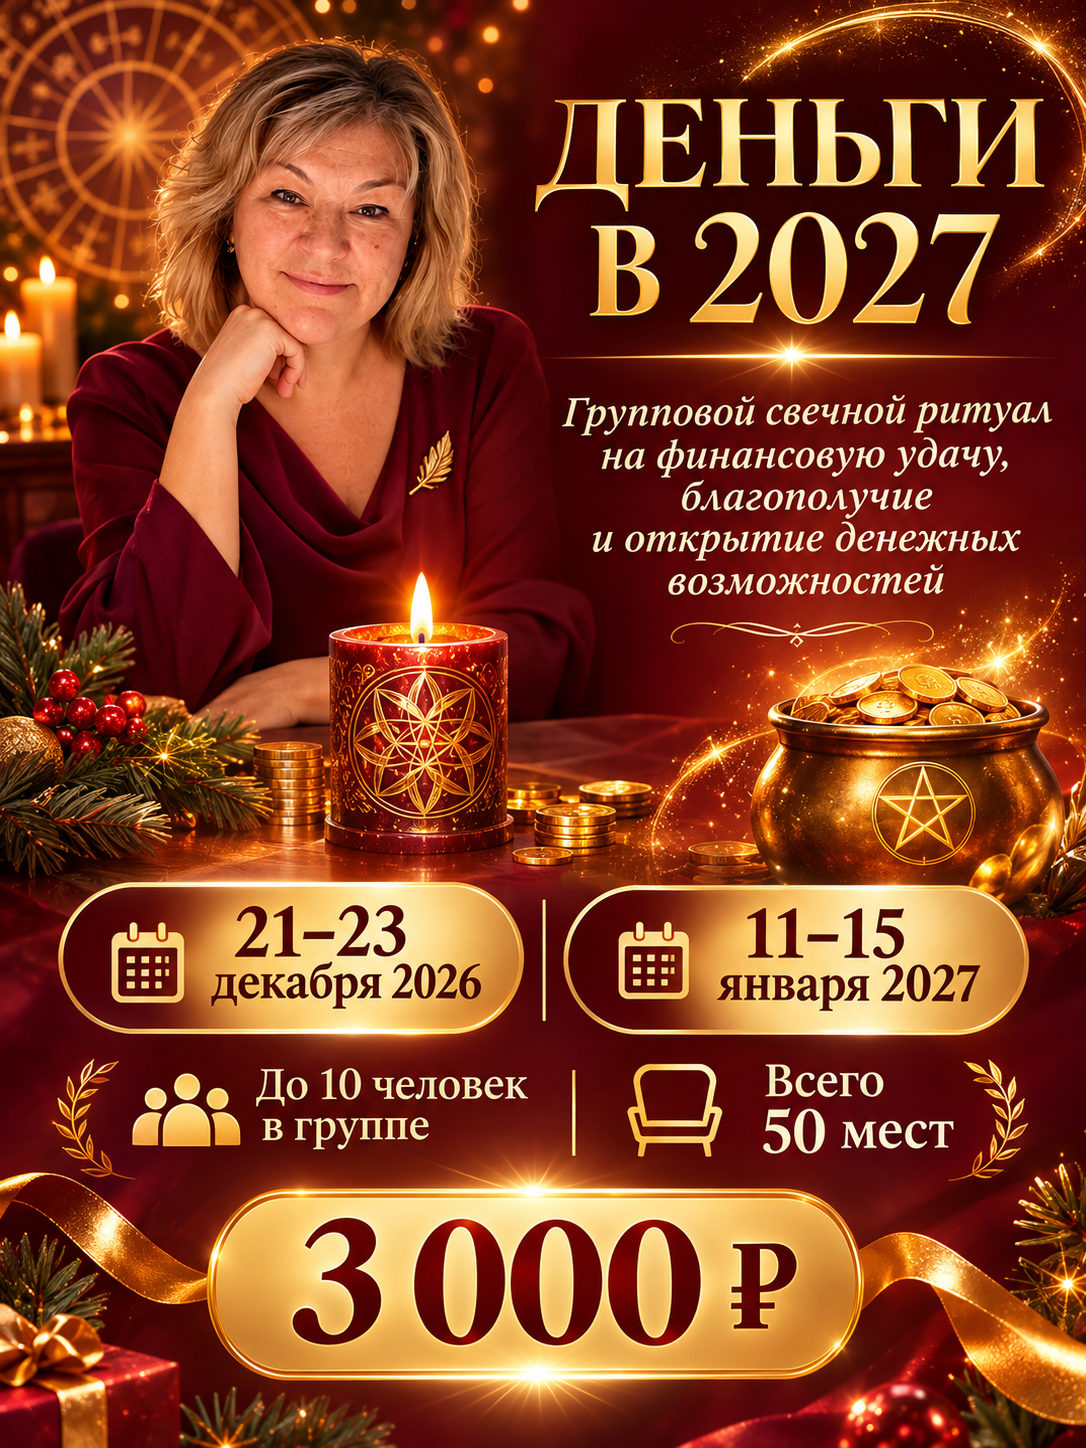 ДЕНЬГИ
В 2027
Групповой свечной ритуал
на финансовую удачу,
благополучие
и открытие денежных
возможностей
21–23
декабря 2026
11–15
января 2027
До 10 человек
в группе
Всего
50 мест
3 000 ₽